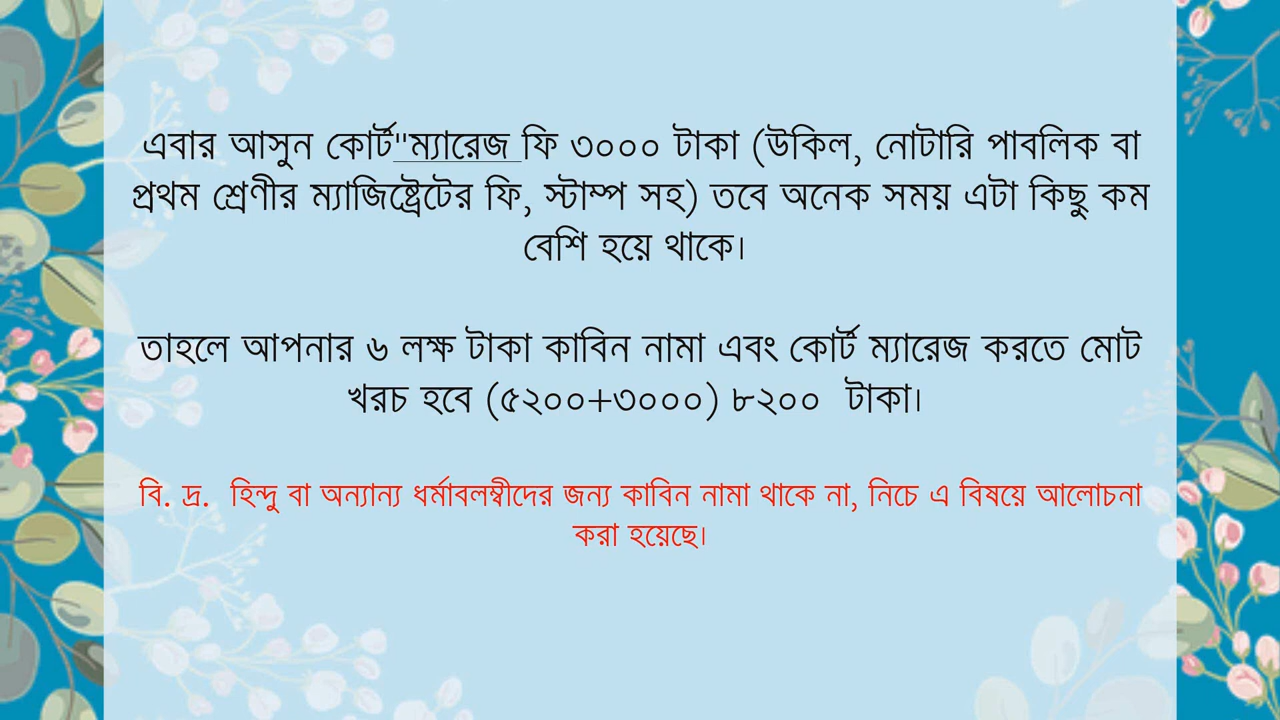 এবার আসুন কোর্ট"ম্যারেজ ফি ৩০০০ টাকা (উকিল, নোটারি পাবলিক বা
প্রথম শ্রেণীর ম্যাজিষ্ট্রেটের ফি, স্টাম্প সহ) তবে অনেক সময় এটা কিছু কম
বেশি হয়ে থাকে।
তাহলে আপনার ৬ লক্ষ টাকা কাবিন নামা এবং কোর্ট ম্যারেজ করতে মোট
খরচ হবে (৫২০০+৩০০০) ৮২০০ টাকা।
বি. দ্র. হিন্দু বা অন্যান্য ধর্মাবলম্বীদের জন্য কাবিন নামা থাকে না, নিচে এ বিষয়ে আলোচনা
করা হয়েছে।